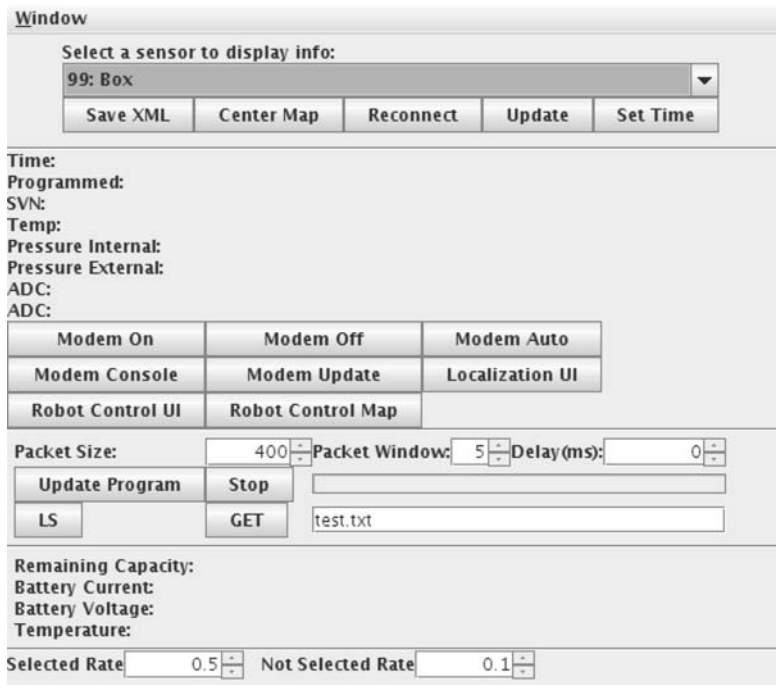 Window
Select a sensor to display info:
99: Box
Save XML Center Map Reconnect Update Set Time
Time:
Programmed:
SVN:
Temp:
Pressure Internal:
Pressure External:
ADC:
ADC:
Modem On Modem Off Modem Auto
Modem Console Modem Update Localization UI
Robot Control UI Robot Control Map
Packet Size: 400 Packet Window: 5 Delay(ms): 0
Update Program Stop
LS GET test.txt
Remaining Capacity:
Battery Current:
Battery Voltage:
Temperature:
Selected Rate 0.5 Not Selected Rate 0.1